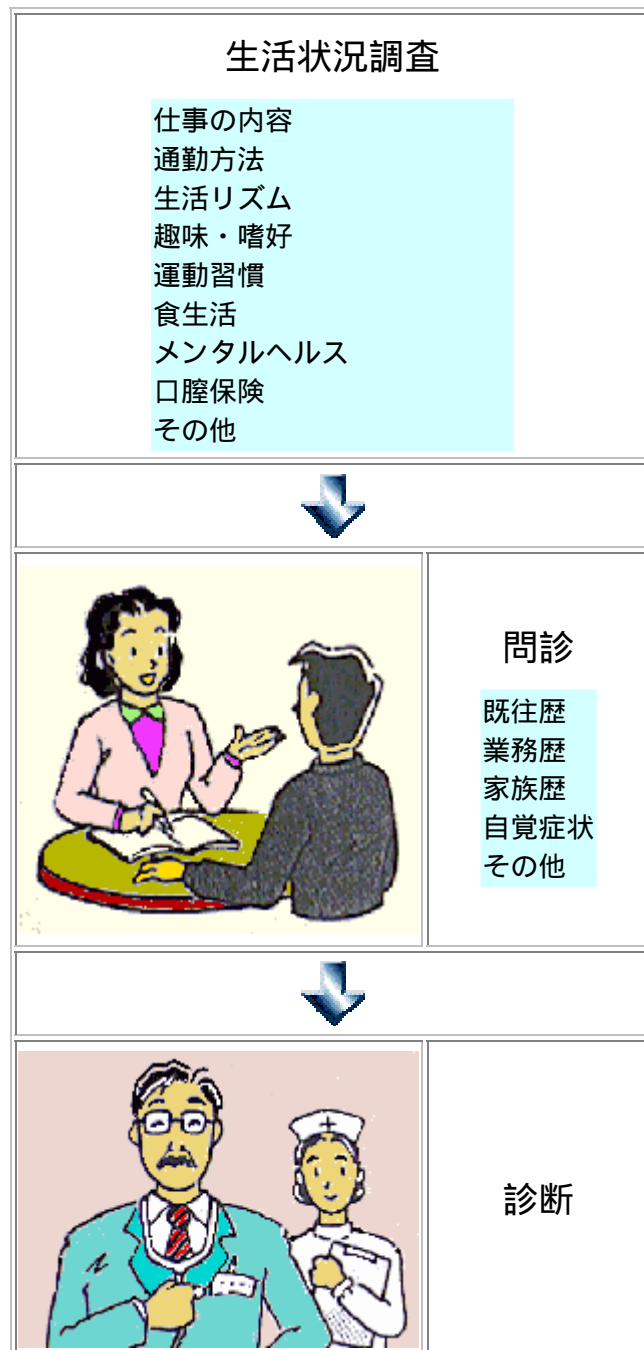 生活状況調査
仕事の内容
通勤方法
生活リズム
趣味・嗜好
運動習慣
食生活
メンタルヘルス
口膣保険
その他
問診
既往歴
業務歴
家族歴
自覚症状
その他
診断